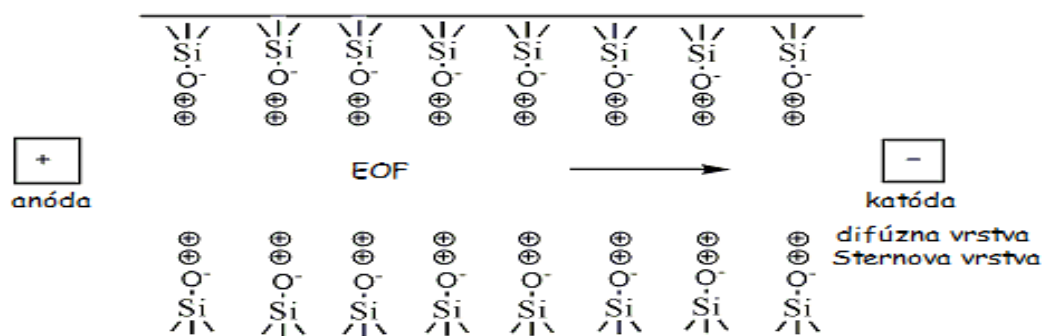 Si Si Si Si Si Si Si Si
O⁻ O⁻ O⁻ O⁻ O⁻ O⁻ O⁻ O⁻
⊕ ⊕ ⊕ ⊕ ⊕ ⊕ ⊕ ⊕
⊕ ⊕ ⊕ ⊕ ⊕ ⊕ ⊕ ⊕
+ EOF -
anóda katóda
⊕ ⊕ ⊕ ⊕ ⊕ ⊕ ⊕ ⊕ difúzna vrstva
⊕ ⊕ ⊕ ⊕ ⊕ ⊕ ⊕ ⊕ Sternova vrstva
O⁻ O⁻ O⁻ O⁻ O⁻ O⁻ O⁻ O⁻
Si Si Si Si Si Si Si Si